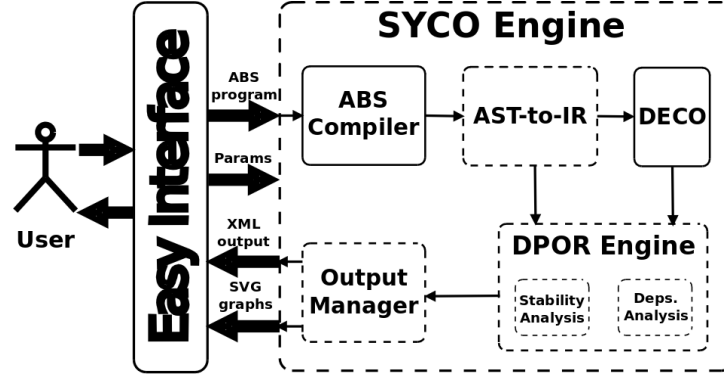 SYCO Engine
ABS
program
ABS
Compiler
AST-to-IR
DECO
Easy Interface
Params
User
XML
output
SVG
graphs
Output
Manager
DPOR Engine
Stability
Analysis
Deps.
Analysis